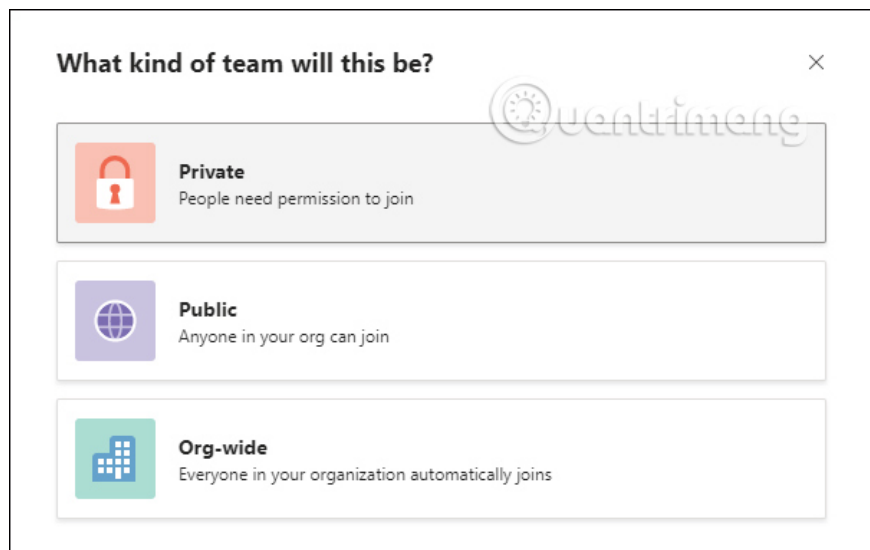 What kind of team will this be?
Quantrimang
Private
People need permission to join
Public
Anyone in your org can join
Org-wide
Everyone in your organization automatically joins